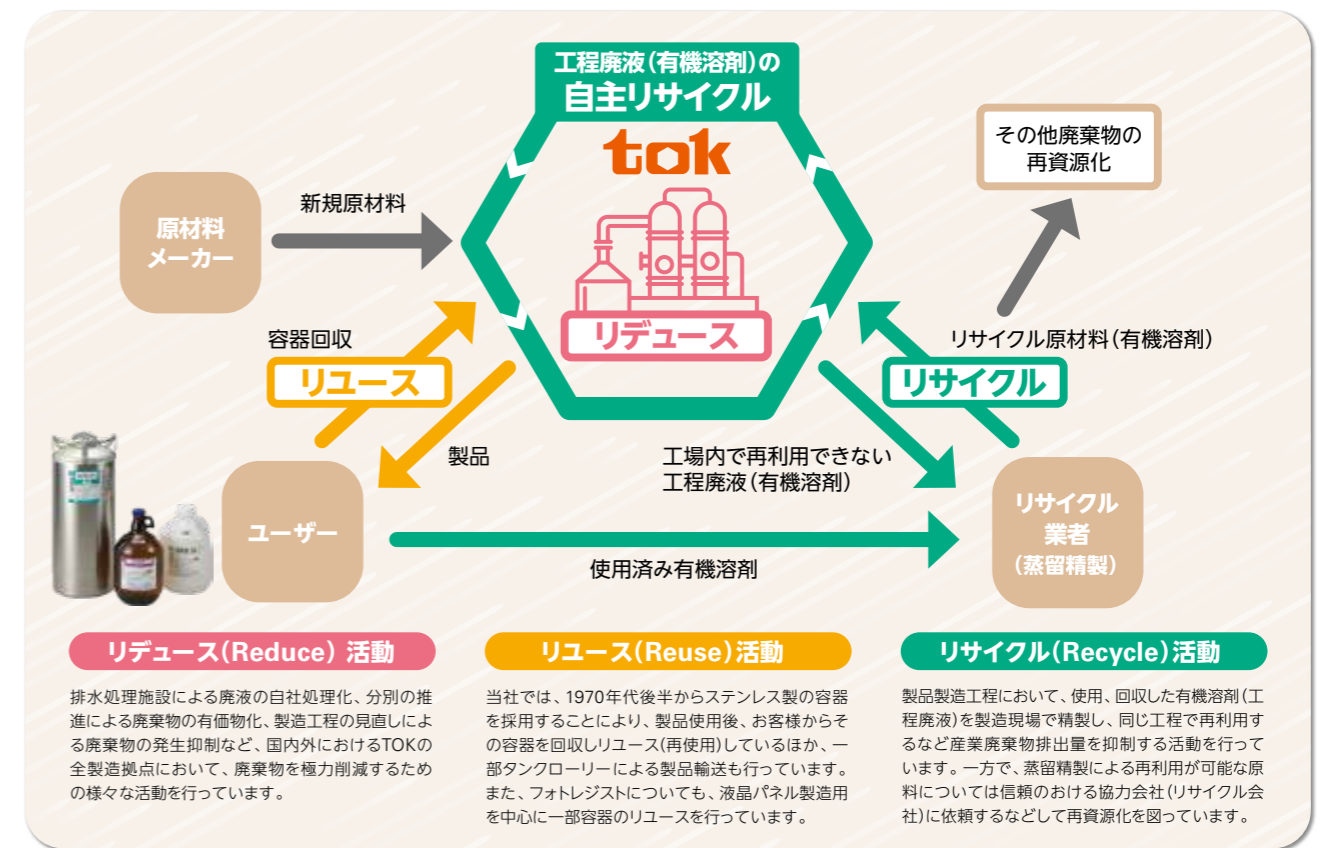 工程廃液(有機溶剤)の
自主リサイクル
tok
リデュース
その他廃棄物の
再資源化
原材料
メーカー
新規原材料
容器回収
リユース
リサイクル原材料(有機溶剤)
リサイクル
製品
工場内で再利用できない
工程廃液(有機溶剤)
ユーザー
使用済み有機溶剤
リサイクル
業者
(蒸留精製)
リデュース(Reduce) 活動
排水処理施設による廃液の自社処理化、分別の推
進による廃棄物の有価物化、製造工程の見直しによ
る廃棄物の発生抑制など、国内外におけるTOKの
全製造拠点において、廃棄物を極力削減するため
の様々な活動を行っています。
リユース(Reuse)活動
当社では、1970年代後半からステンレス製の容器
を採用することにより、製品使用後、お客様からそ
の容器を回収しリユース(再使用)しているほか、一
部タンクローリーによる製品輸送も行っています。
また、フォトレジストについても、液晶パネル製造用
を中心に一部容器のリユースを行っています。
リサイクル(Recycle)活動
製品製造工程において、使用、回収した有機溶剤(工
程廃液)を製造現場で精製し、同じ工程で再利用す
るなど産業廃棄物排出量を抑制する活動を行って
います。一方で、蒸留精製による再利用が可能な原
料については信頼のおける協力会社(リサイクル会
社)に依頼するなどして再資源化を図っています。